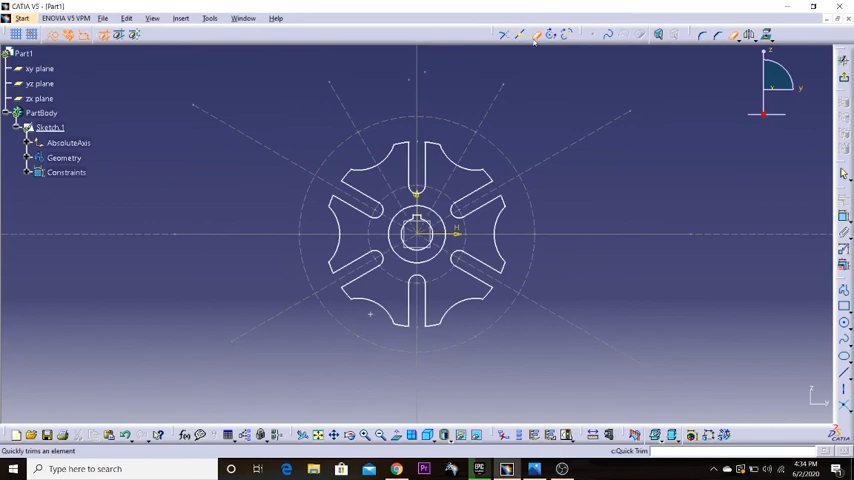 CATIA V5 - [Part1]
Start ENOVIA V5 VPM File Edit View Insert Tools Window Help
Part1
xy plane
yz plane
zx plane
PartBody
Sketch.1
AbsoluteAxis
Geometry
Constraints
z
y
x
H
z
y
CATIA
Quickly trims an element
c:Quick Trim
Type here to search
4:34 PM
6/2/2020